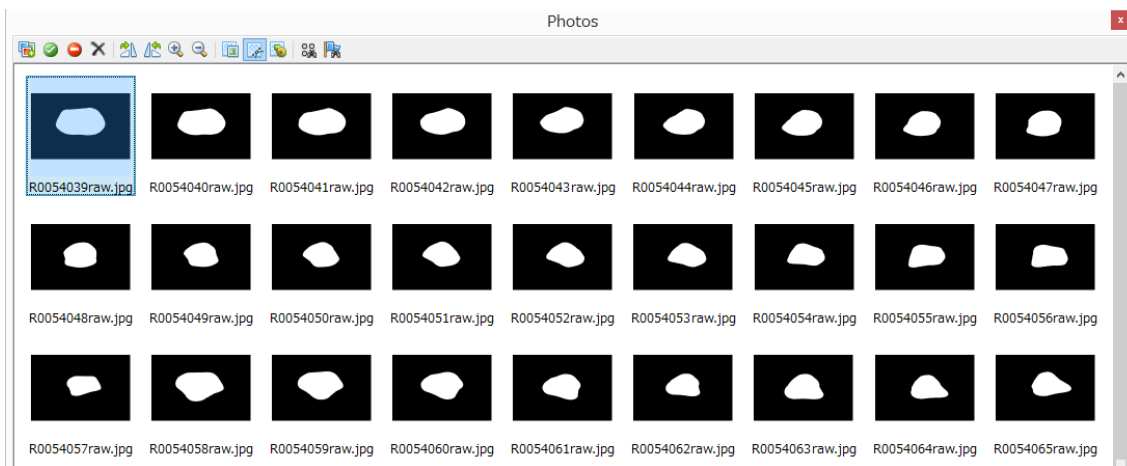 Photos
x
R0054039raw.jpg R0054040raw.jpg R0054041raw.jpg R0054042raw.jpg R0054043raw.jpg R0054044raw.jpg R0054045raw.jpg R0054046raw.jpg R0054047raw.jpg
R0054048raw.jpg R0054049raw.jpg R0054050raw.jpg R0054051raw.jpg R0054052raw.jpg R0054053raw.jpg R0054054raw.jpg R0054055raw.jpg R0054056raw.jpg
R0054057raw.jpg R0054058raw.jpg R0054059raw.jpg R0054060raw.jpg R0054061raw.jpg R0054062raw.jpg R0054063raw.jpg R0054064raw.jpg R0054065raw.jpg